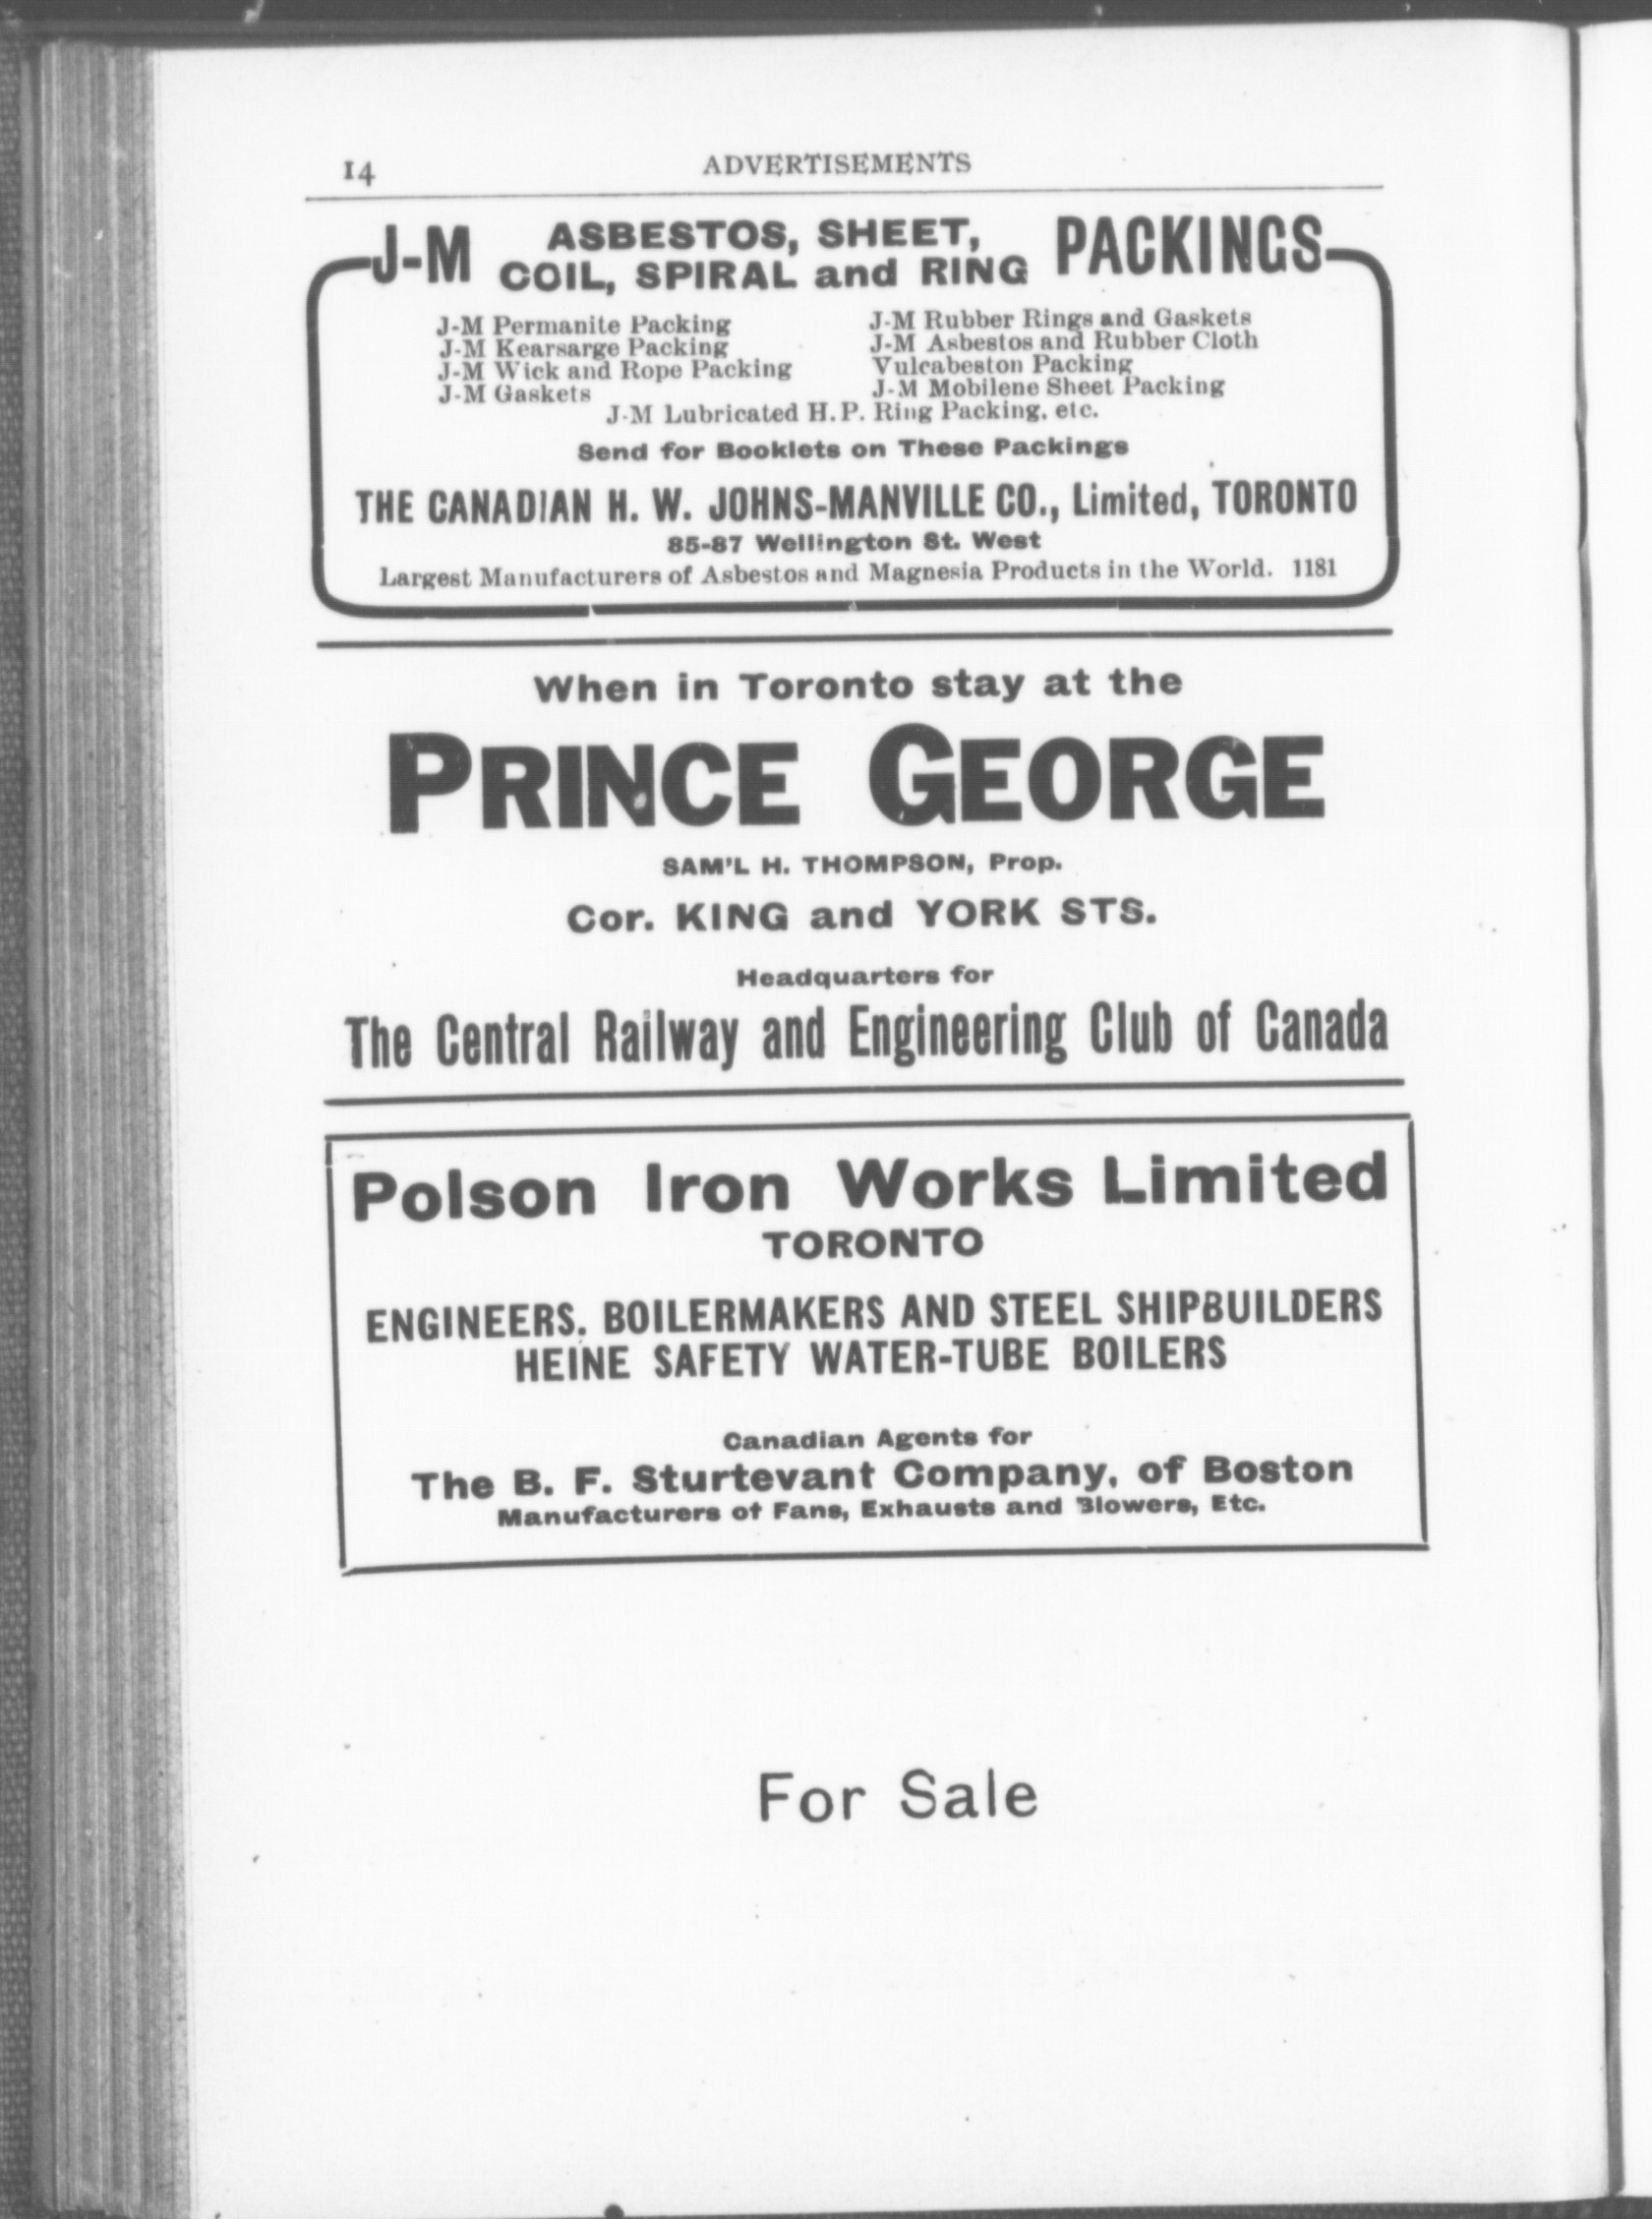 14 ADVERTISEMENTS
J-M ASBESTOS, SHEET, COIL, SPIRAL and RING PACKINGS
J-M Permanite Packing
J-M Kearsarge Packing
J-M Wick and Rope Packing
J-M Gaskets
J-M Rubber Rings and Gaskets
J-M Asbestos and Rubber Cloth
Vulcabeston Packing
J-M Mobilene Sheet Packing
J-M Lubricated H.P. Ring Packing, etc.
Send for Booklets on These Packings
THE CANADIAN H. W. JOHNS-MANVILLE CO., Limited, TORONTO
85-87 Wellington St. West
Largest Manufacturers of Asbestos and Magnesia Products in the World. 1181
When in Toronto stay at the
PRINCE GEORGE
SAM'L H. THOMPSON, Prop.
Cor. KING and YORK STS.
Headquarters for
The Central Railway and Engineering Club of Canada
Polson Iron Works Limited
TORONTO
ENGINEERS. BOILERMAKERS AND STEEL SHIPBUILDERS
HEINE SAFETY WATER-TUBE BOILERS
Canadian Agents for
The B. F. Sturtevant Company, of Boston
Manufacturers of Fans, Exhausts and Blowers, Etc.
For Sale